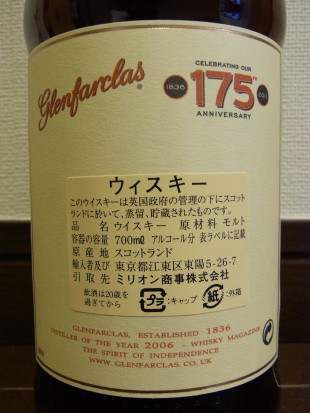 Glenfarclas
CELEBRATING OUR
1836 175TH 2011
ANNIVERSARY
ウィスキー
このウイスキーは英国政府の管理の下にスコット
ランドに於いて、蒸留、貯蔵されたものです。
品名 ウイスキー 原材料 モルト
容器の容量 700mℓ アルコール分 表ラベルに記載
原産地 スコットランド
輸入者及び 東京都江東区東陽5-26-7
引取先 ミリオン商事株式会社
飲酒は20歳を
過ぎてから
プラ :キャップ 紙 :外箱
GLENFARCLAS, ESTABLISHED 1836
DISTILLER OF THE YEAR 2006 - WHISKY MAGAZINE
THE SPIRIT OF INDEPENDENCE
WWW.GLENFARCLAS.CO.UK